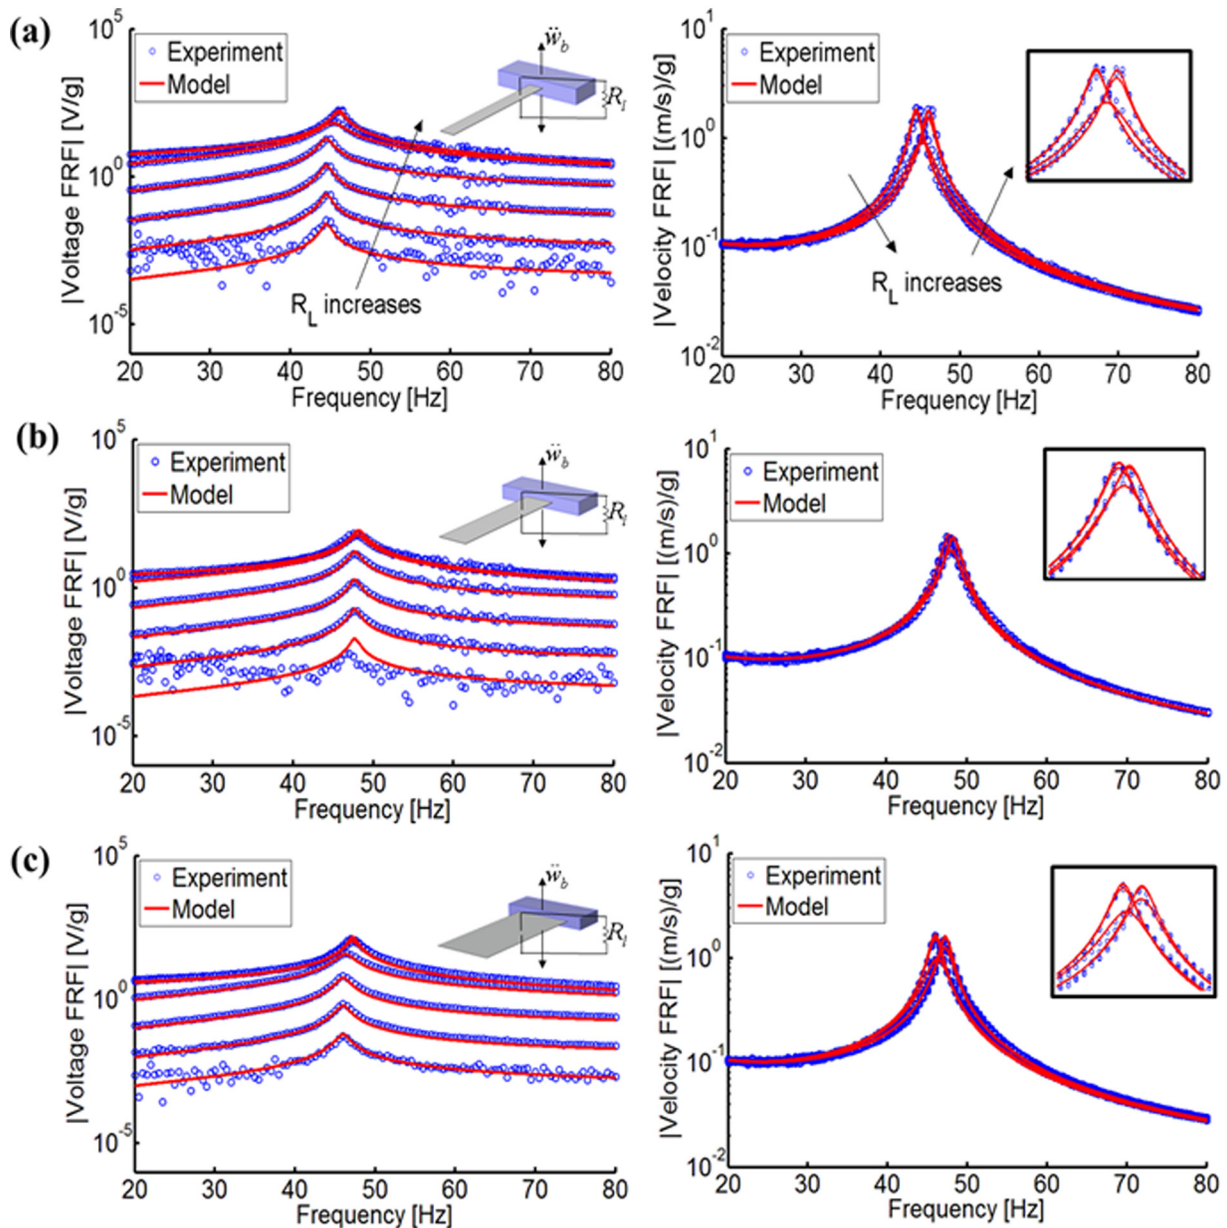 (a)
|Voltage FRF| [V/g]
10^5
10^0
10^-5
Experiment
Model
ẅ_b
R_l
R_L increases
20 30 40 50 60 70 80
Frequency [Hz]
|Velocity FRF| [(m/s)/g]
10^1
10^0
10^-1
10^-2
Experiment
Model
R_L increases
20 30 40 50 60 70 80
Frequency [Hz]
(b)
|Voltage FRF| [V/g]
10^5
10^0
10^-5
Experiment
Model
ẅ_b
R_l
20 30 40 50 60 70 80
Frequency [Hz]
|Velocity FRF| [(m/s)/g]
10^1
10^0
10^-1
10^-2
Experiment
Model
20 30 40 50 60 70 80
Frequency [Hz]
(c)
|Voltage FRF| [V/g]
10^5
10^0
10^-5
Experiment
Model
ẅ_b
R_l
20 30 40 50 60 70 80
Frequency [Hz]
|Velocity FRF| [(m/s)/g]
10^1
10^0
10^-1
10^-2
Experiment
Model
20 30 40 50 60 70 80
Frequency [Hz]